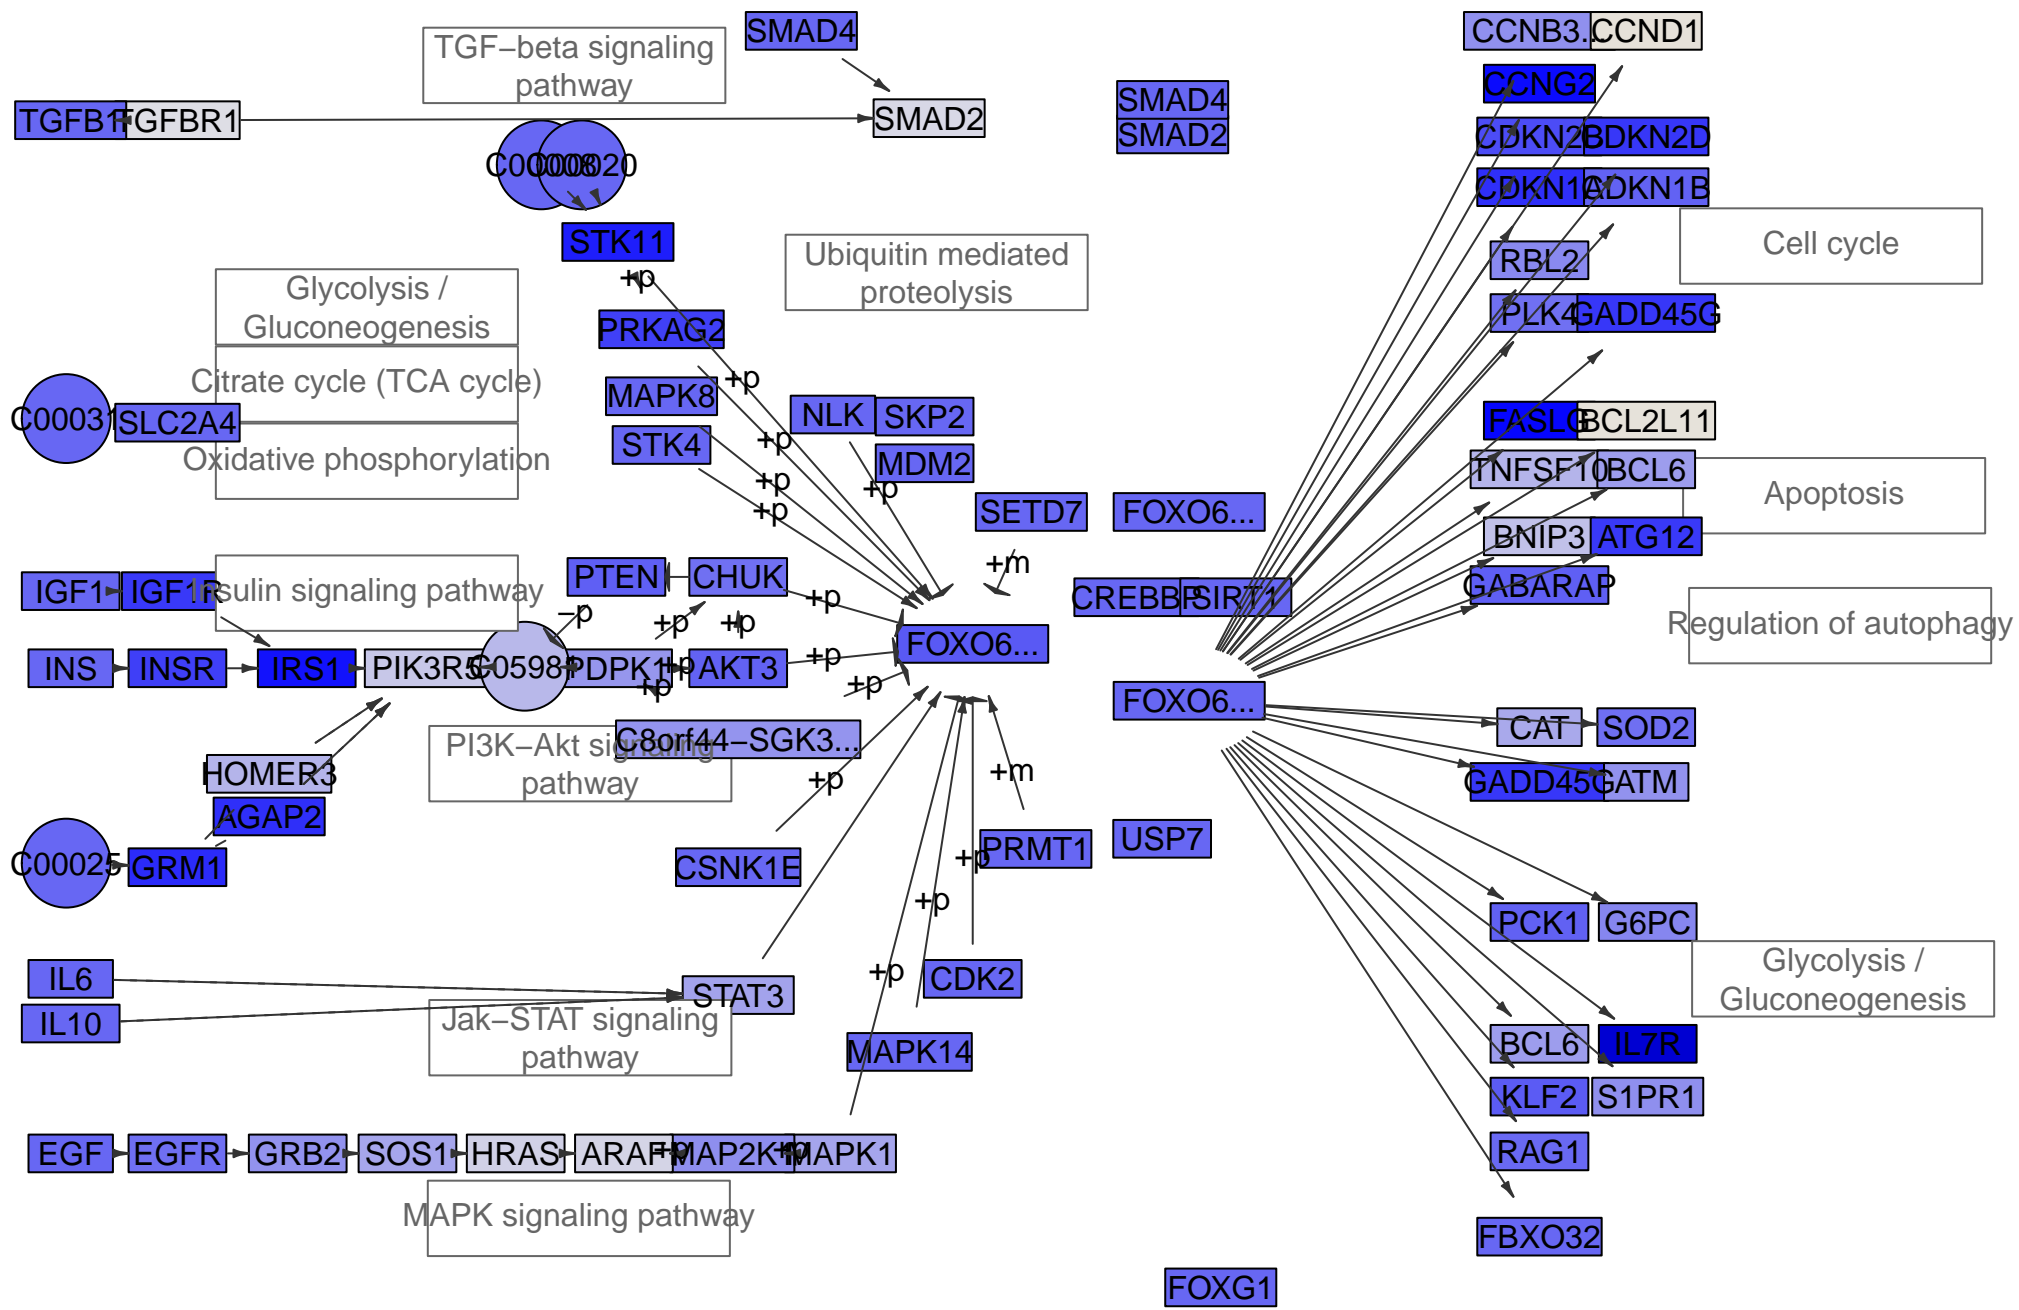 SMAD4
CCNB3...
CCND1
TGF−beta signaling
pathway
CCNG2
SMAD4
TGFB1
TGFBR1
SMAD2
SMAD2
CDKN2B
CDKN2D
C00020
CDKN1A
CDKN1B
STK11
Ubiquitin mediated
proteolysis
Cell cycle
RBL2
+p
Glycolysis /
Gluconeogenesis
PRKAG2
PLK4
GADD45G
Citrate cycle (TCA cycle)
+p
MAPK8
NLK
SKP2
C00031
SLC2A4
FASLG
BCL2L11
STK4
+p
MDM2
Oxidative phosphorylation
TNFSF10
BCL6
+p
+p
Apoptosis
+p
SETD7
FOXO6...
BNIP3
ATG12
+m
IGF1
IGF1R
Insulin signaling pathway
PTEN
CHUK
+p
CREBBP
SIRT1
GABARAP
−p
+p
+p
Regulation of autophagy
FOXO6...
INS
INSR
IRS1
PIK3R5
C05981
PDPK1
+p
AKT3
+p
+p
+p
FOXO6...
CAT
SOD2
PI3K−Akt signaling
pathway
C8orf44−SGK3...
HOMER3
+p
+m
GADD45G
GATM
AGAP2
C00025
GRM1
CSNK1E
+p
PRMT1
USP7
+p
PCK1
G6PC
IL6
+p
CDK2
Glycolysis /
Gluconeogenesis
STAT3
IL10
Jak−STAT signaling
pathway
MAPK14
BCL6
IL7R
KLF2
S1PR1
EGF
EGFR
GRB2
SOS1
HRAS
ARAF
+p
MAP2K1
+p
MAPK1
RAG1
MAPK signaling pathway
FBXO32
FOXG1